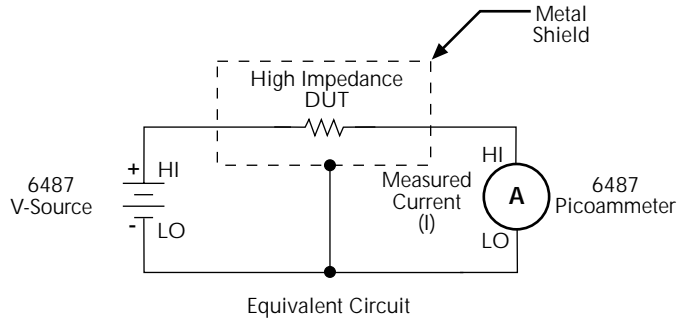 Metal
Shield
High Impedance
DUT
+
HI
6487
V-Source
-
LO
Measured
Current
(I)
HI
A
LO
6487
Picoammeter
Equivalent Circuit